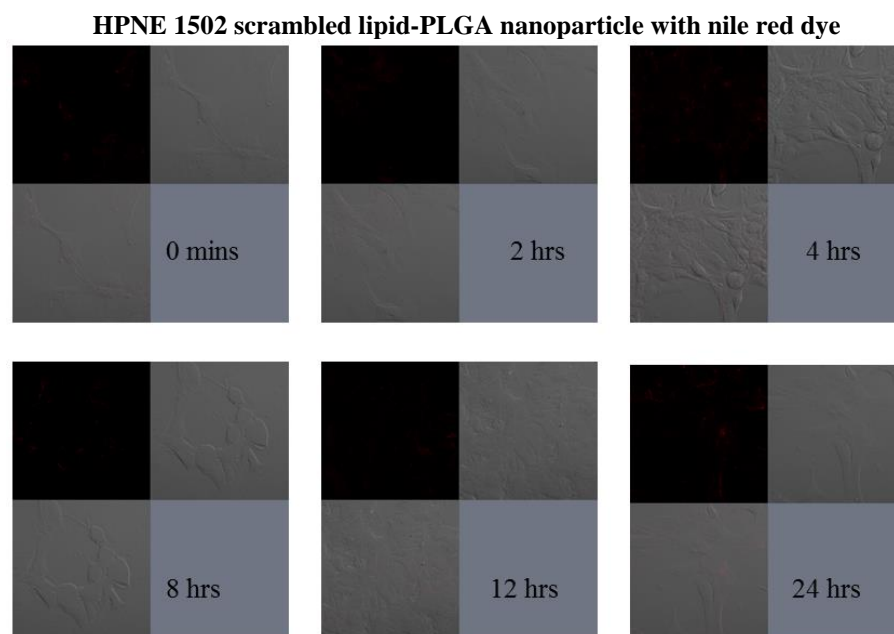 HPNE 1502 scrambled lipid-PLGA nanoparticle with nile red dye
0 mins
2 hrs
4 hrs
8 hrs
12 hrs
24 hrs